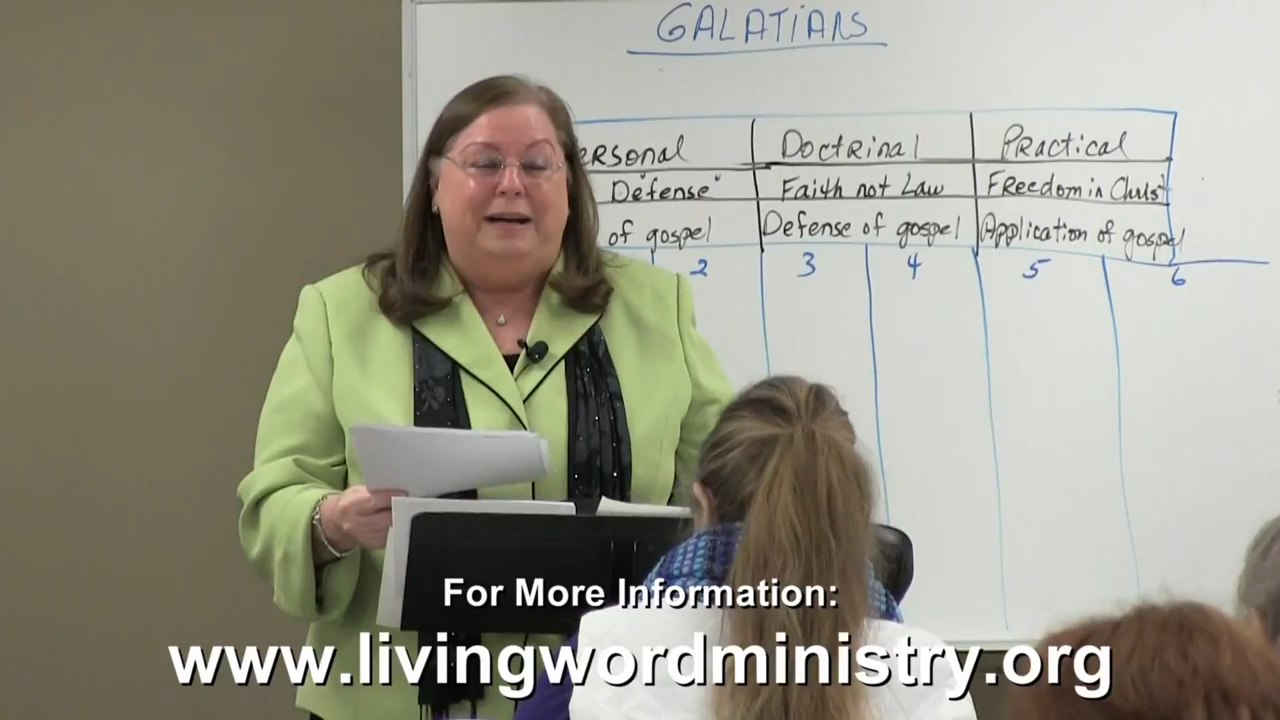 GALATIANS
ersonal Doctrinal Practical
"Defense" Faith not Law Freedom in Christ
of gospel Defense of gospel Application of gospel
2 3 4 5 6
For More Information:
www.livingwordministry.org